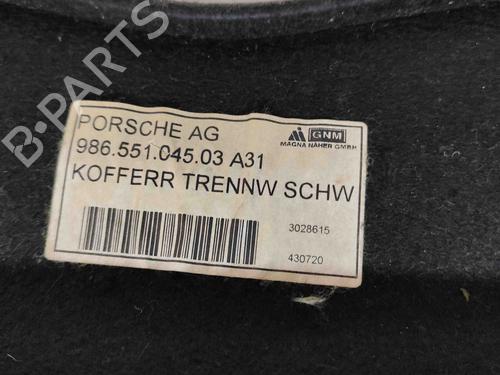 B-PARTS
PORSCHE AG
986.551.045.03 A31
KOFFERR TRENNW SCHW
GNM
MAGNA NÄHER GMBH
3028615
430720